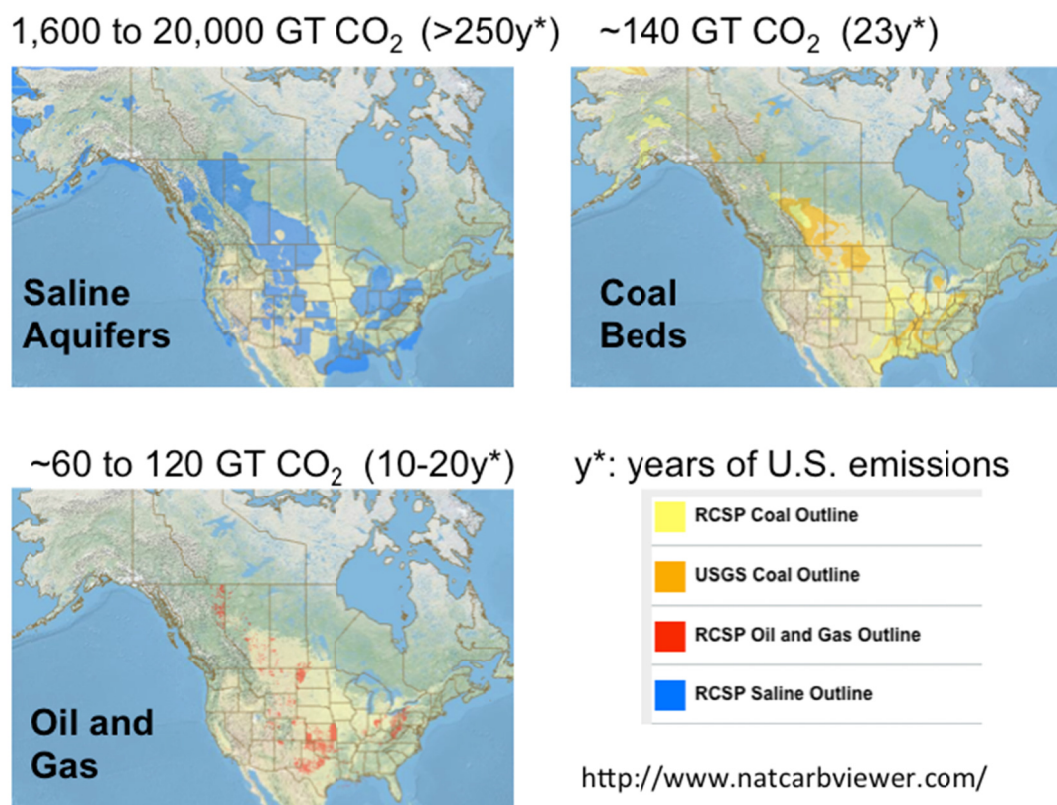 1,600 to 20,000 GT CO₂ (>250y*)
~140 GT CO₂ (23y*)
Saline
Aquifers
Coal
Beds
~60 to 120 GT CO₂ (10-20y*)
y*: years of U.S. emissions
Oil and
Gas
RCSP Coal Outline
USGS Coal Outline
RCSP Oil and Gas Outline
RCSP Saline Outline
http://www.natcarbviewer.com/